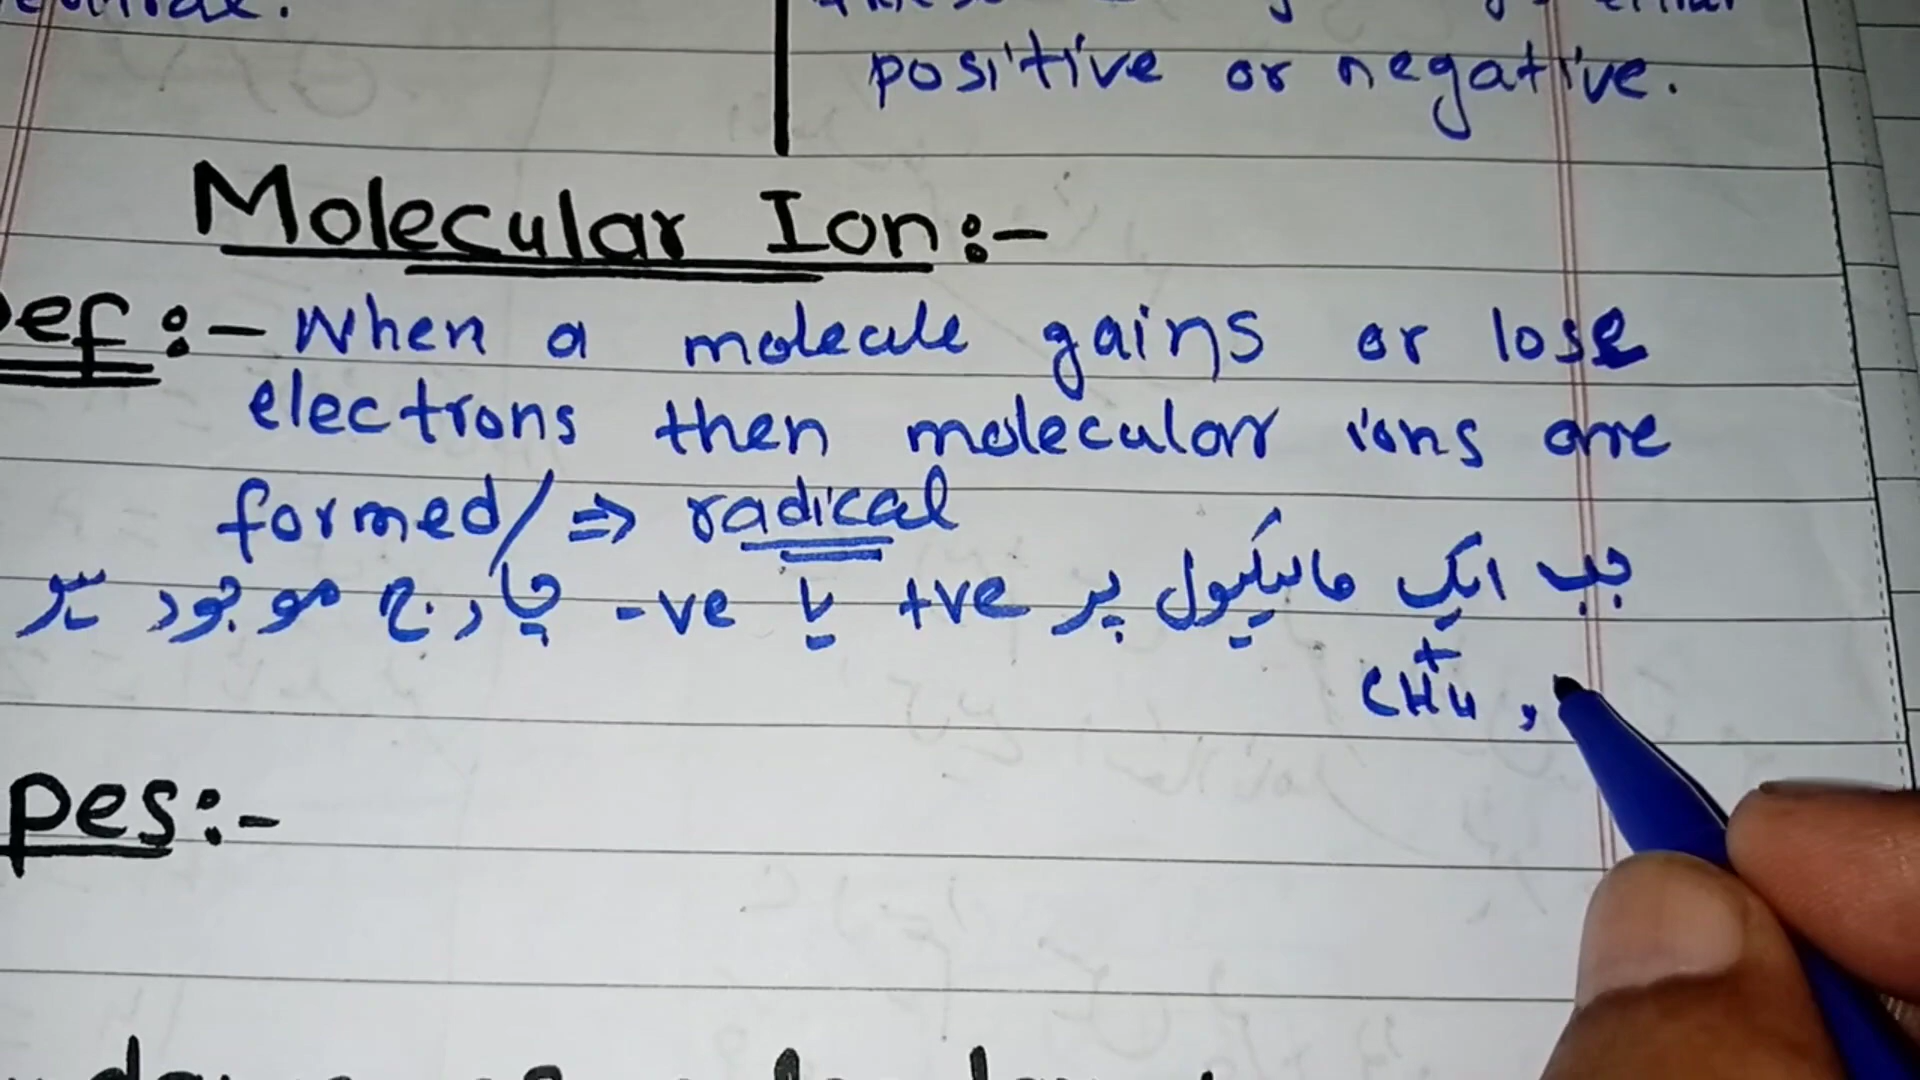 positive or negative.
Molecular Ion:-
ef :- When a molecule gains or lose
electrons then molecular ions are
formed/ ⇒ radical
جب ایک مالیکیول پر +ve یا -ve چارج موجود ہو
CH4+ ,
pes:-